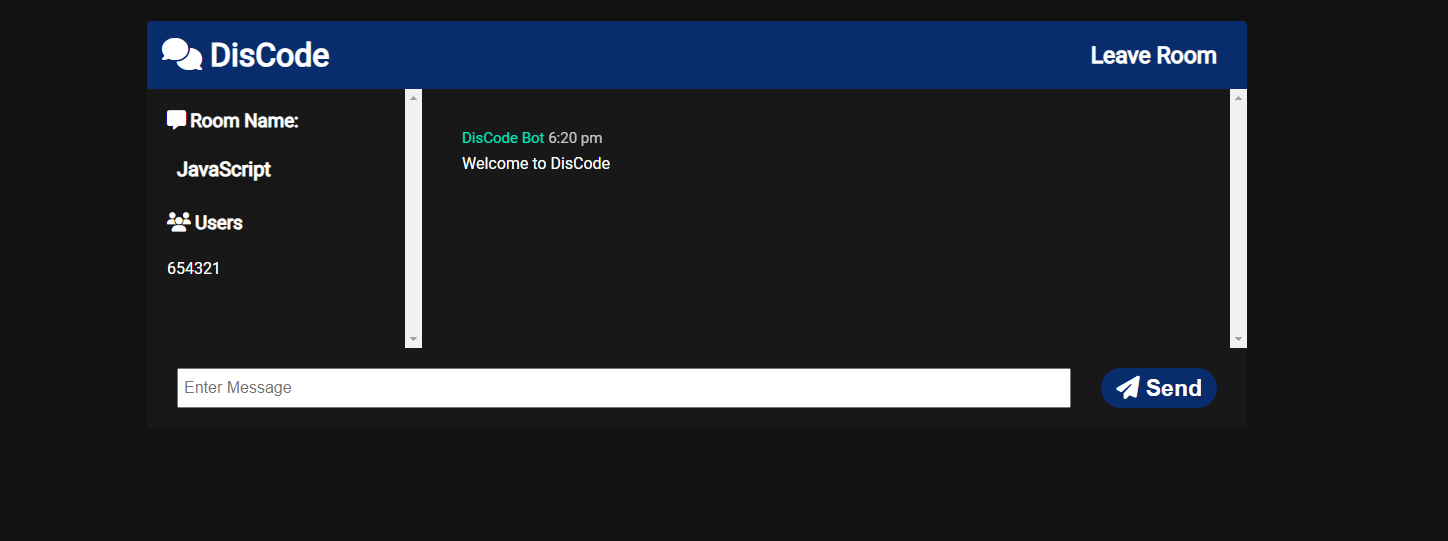 DisCode
Leave Room
Room Name:
JavaScript
Users
654321
DisCode Bot 6:20 pm
Welcome to DisCode
Enter Message
Send